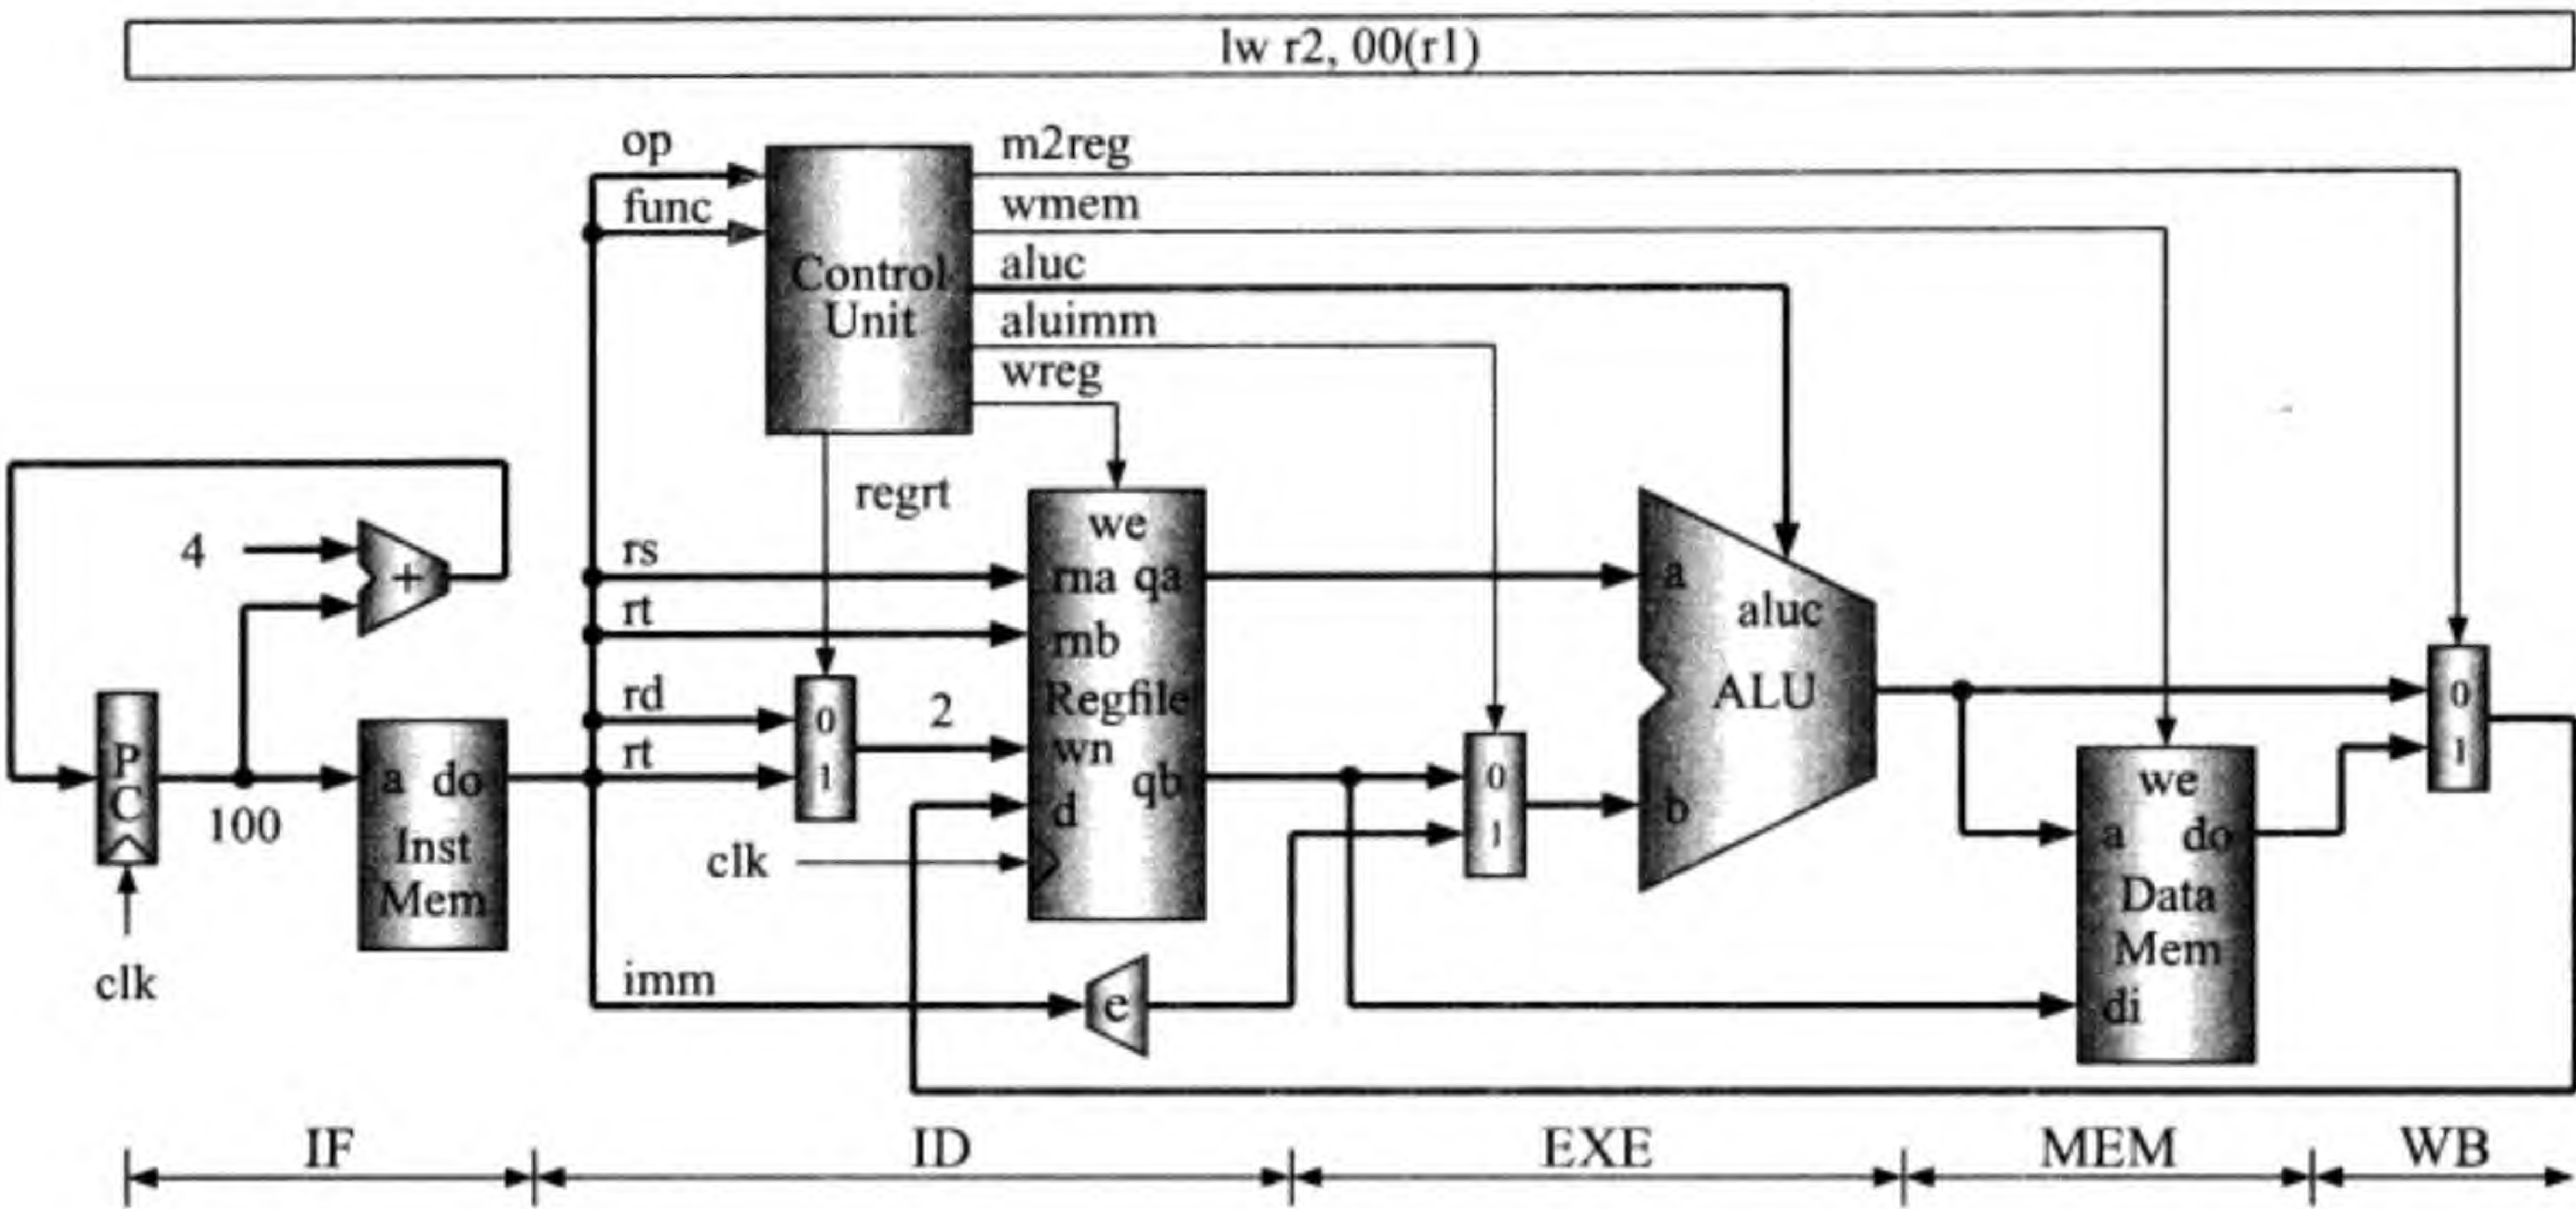 lw r2, 00(r1)
op
m2reg
func
wmem
Control
Unit
aluc
aluimm
wreg
regrt
we
4
+
rs
rna qa
a
aluc
rt
rnb
ALU
rd
0
2
Regfile
0
rt
1
wn
1
P
C
a do
qb
0
we
d
b
100
Inst
Mem
clk
1
a do
Data
Mem
clk
imm
e
di
IF
ID
EXE
MEM
WB